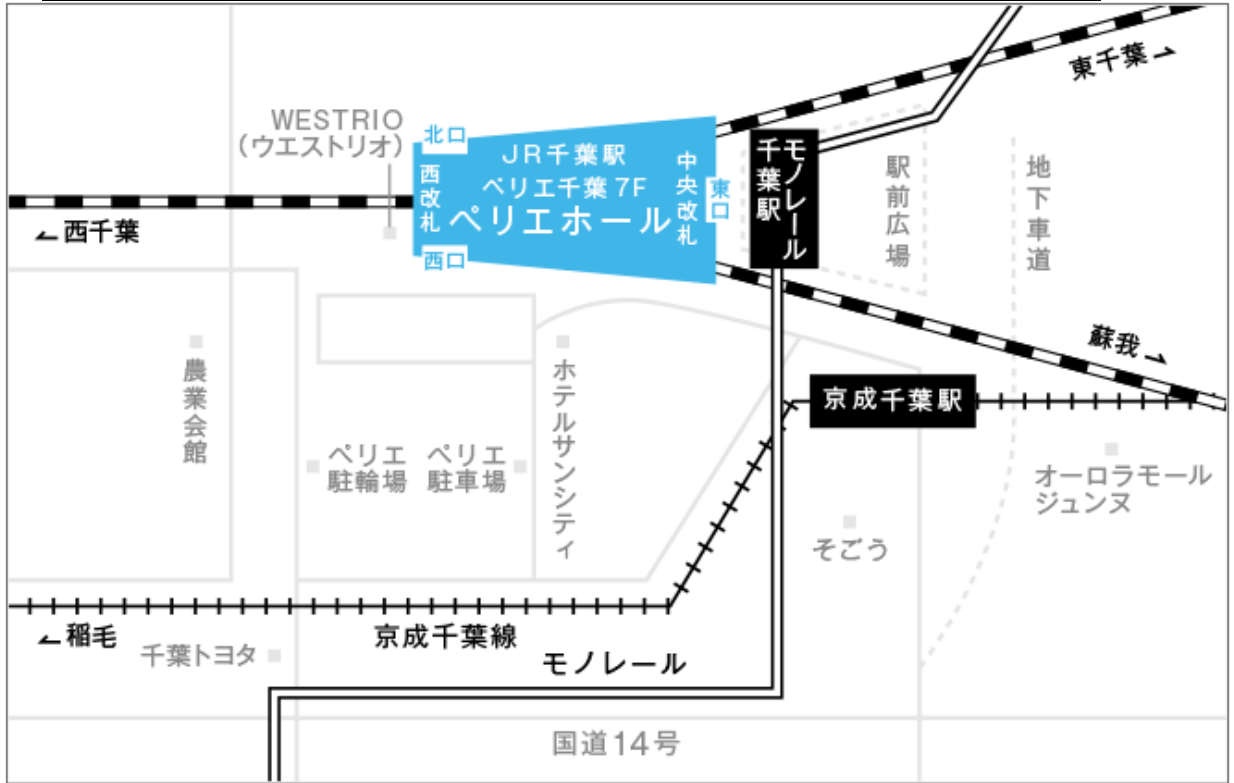 東千葉
WESTRIO
（ウエストリオ）
北口
JR千葉駅
ペリエ千葉 7F
ペリエホール
西改札
中央改札
東口
西口
モノレール
千葉駅
駅前広場
地下車道
西千葉
蘇我
農業会館
ホテルサンシティ
京成千葉駅
ペリエ
駐輪場
ペリエ
駐車場
オーロラモール
ジュンヌ
そごう
稲毛
京成千葉線
千葉トヨタ
モノレール
国道14号